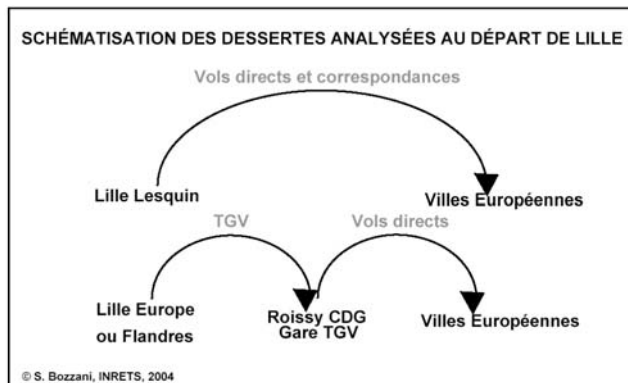 SCHÉMATISATION DES DESSERTES ANALYSÉES AU DÉPART DE LILLE
Vols directs et correspondances
Lille Lesquin
Villes Européennes
TGV
Vols directs
Lille Europe
ou Flandres
Roissy CDG
Gare TGV
Villes Européennes
© S. Bozzani, INRETS, 2004